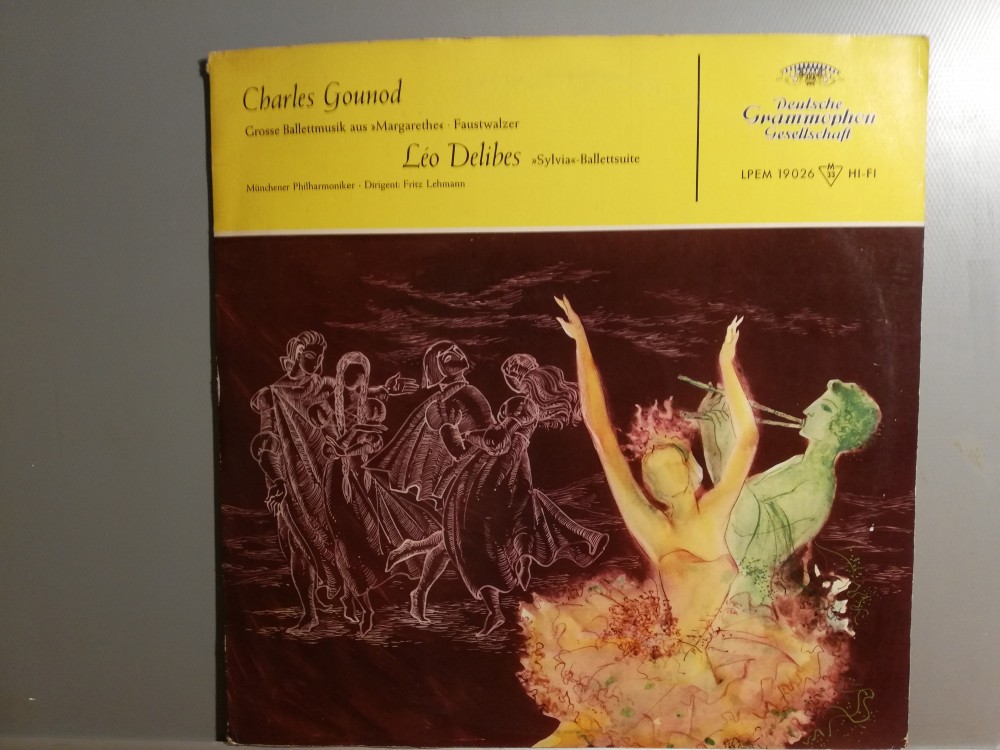 Charles Gounod
Grosse Ballettmusik aus »Margarethe« · Faustwalzer
Léo Delibes »Sylvia«-Ballettsuite
Münchener Philharmoniker · Dirigent: Fritz Lehmann
Deutsche
Grammophon
Gesellschaft
LPEM 19026 M 33 HI-FI